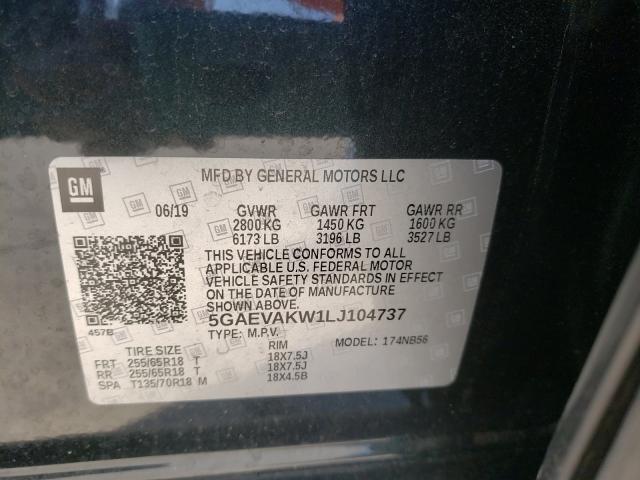 GM
MFD BY GENERAL MOTORS LLC
06/19 GVWR GAWR FRT GAWR RR
2800 KG 1450 KG 1600 KG
6173 LB 3196 LB 3527 LB
THIS VEHICLE CONFORMS TO ALL
APPLICABLE U.S. FEDERAL MOTOR
VEHICLE SAFETY STANDARDS IN EFFECT
ON THE DATE OF MANUFACTURE
SHOWN ABOVE.
5GAEVAKW1LJ104737
457B
TYPE: M.P.V. MODEL: 174NB56
TIRE SIZE RIM
FRT 255/65R18 T 18X7.5J
RR 255/65R18 T 18X7.5J
SPA T135/70R18 M 18X4.5B